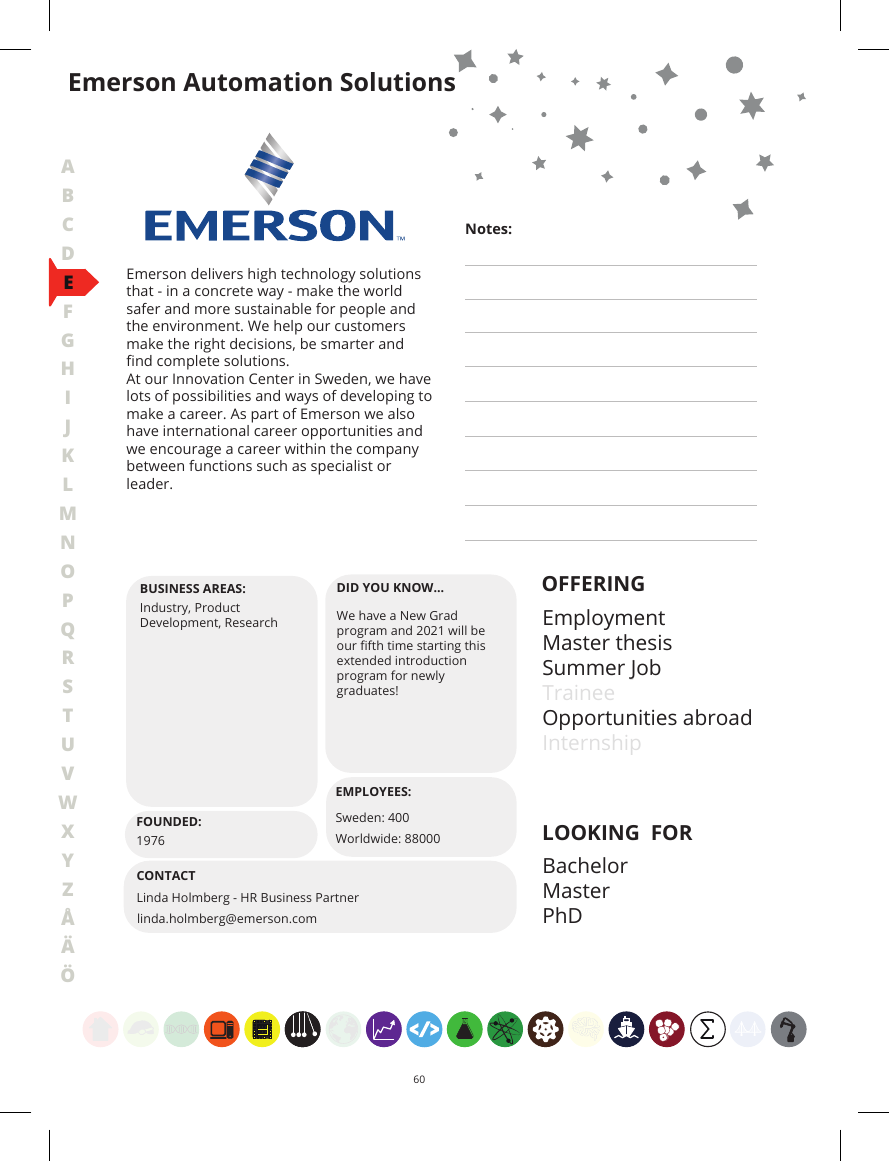 Emerson Automation Solutions
A
B
C
D
E
F
G
H
I
J
K
L
M
N
O
P
Q
R
S
T
U
V
W
X
Y
Z
Å
Ä
Ö
EMERSON™
Emerson delivers high technology solutions
that - in a concrete way - make the world
safer and more sustainable for people and
the environment. We help our customers
make the right decisions, be smarter and
find complete solutions.
At our Innovation Center in Sweden, we have
lots of possibilities and ways of developing to
make a career. As part of Emerson we also
have international career opportunities and
we encourage a career within the company
between functions such as specialist or
leader.
Notes:
BUSINESS AREAS:
Industry, Product
Development, Research
DID YOU KNOW...
We have a New Grad
program and 2021 will be
our fifth time starting this
extended introduction
program for newly
graduates!
FOUNDED:
1976
EMPLOYEES:
Sweden: 400
Worldwide: 88000
CONTACT
Linda Holmberg - HR Business Partner
linda.holmberg@emerson.com
OFFERING
Employment
Master thesis
Summer Job
Trainee
Opportunities abroad
Internship
LOOKING FOR
Bachelor
Master
PhD
</>
Σ
60